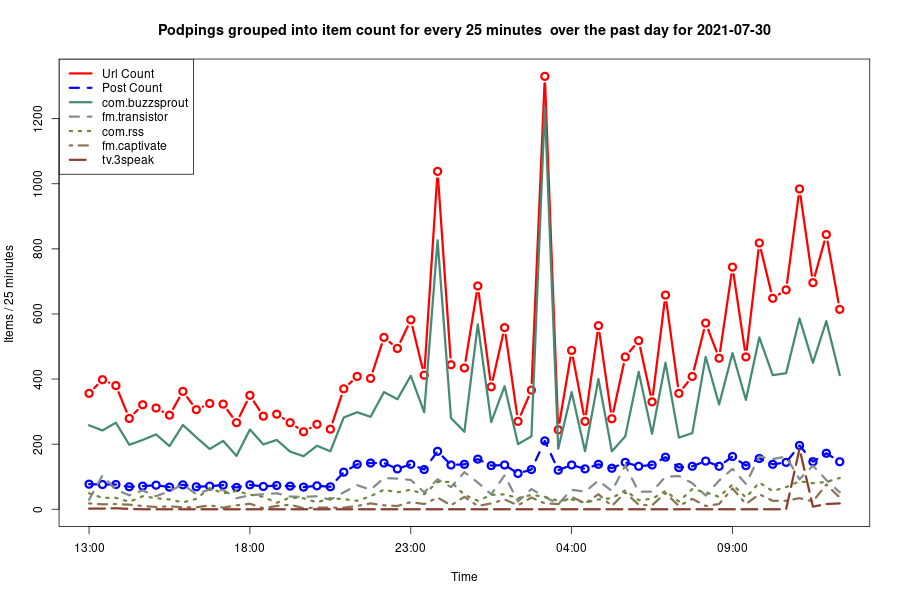 Podpings grouped into item count for every 25 minutes  over the past day for 2021-07-30
Url Count
Post Count
com.buzzsprout
fm.transistor
com.rss
fm.captivate
tv.3speak
Items / 25 minutes
1200
1000
800
600
400
200
0
13:00
18:00
23:00
04:00
09:00
Time